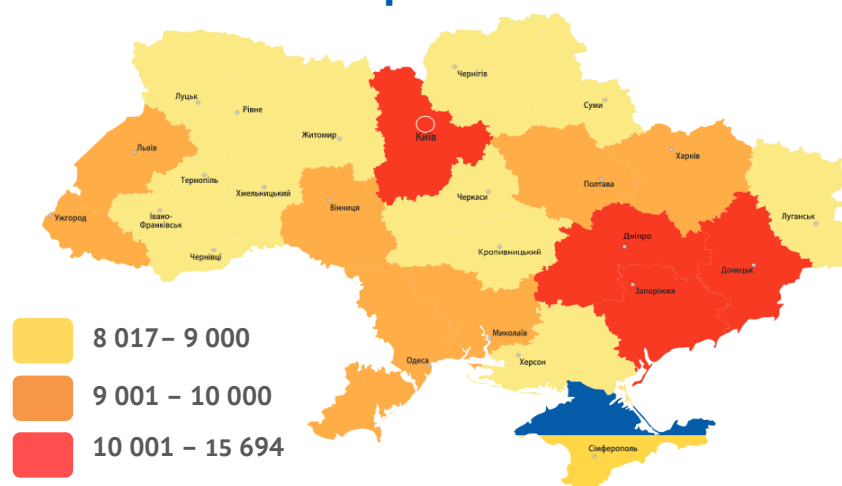 Чернігів
Луцьк
Рівне
Суми
Житомир
Київ
Львів
Харків
Тернопіль
Хмельницький
Полтава
Черкаси
Вінниця
Ужгород
Івано-
Франківськ
Луганськ
Чернівці
Кропивницький
Дніпро
Донецьк
Запоріжжя
Миколаїв
Одеса
Херсон
Сімферополь
8 017– 9 000
9 001 – 10 000
10 001 – 15 694